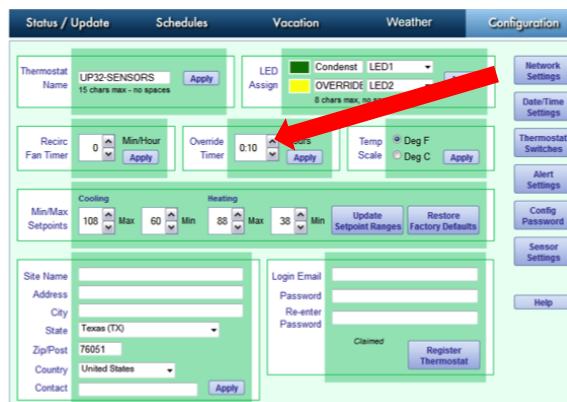 Status / Update Schedules Vacation Weather Configuration
Thermostat Name UP32-SENSORS Apply
15 chars max - no spaces
LED Assign Condenst LED1
OVERRIDE LED2
8 chars max, no
Network Settings
Date/Time Settings
Recirc Fan Timer 0 Min/Hour Apply
Override Timer 0:10 Apply
Temp Scale Deg F
Deg C Apply
Thermostat Switches
Alert Settings
Min/Max Setpoints
Cooling Heating
108 Max 60 Min 88 Max 38 Min
Update Setpoint Ranges
Restore Factory Defaults
Config Password
Sensor Settings
Site Name
Address
City
State Texas (TX)
Zip/Post 76051
Country United States
Contact Apply
Login Email
Password
Re-enter Password
Claimed
Register Thermostat
Help